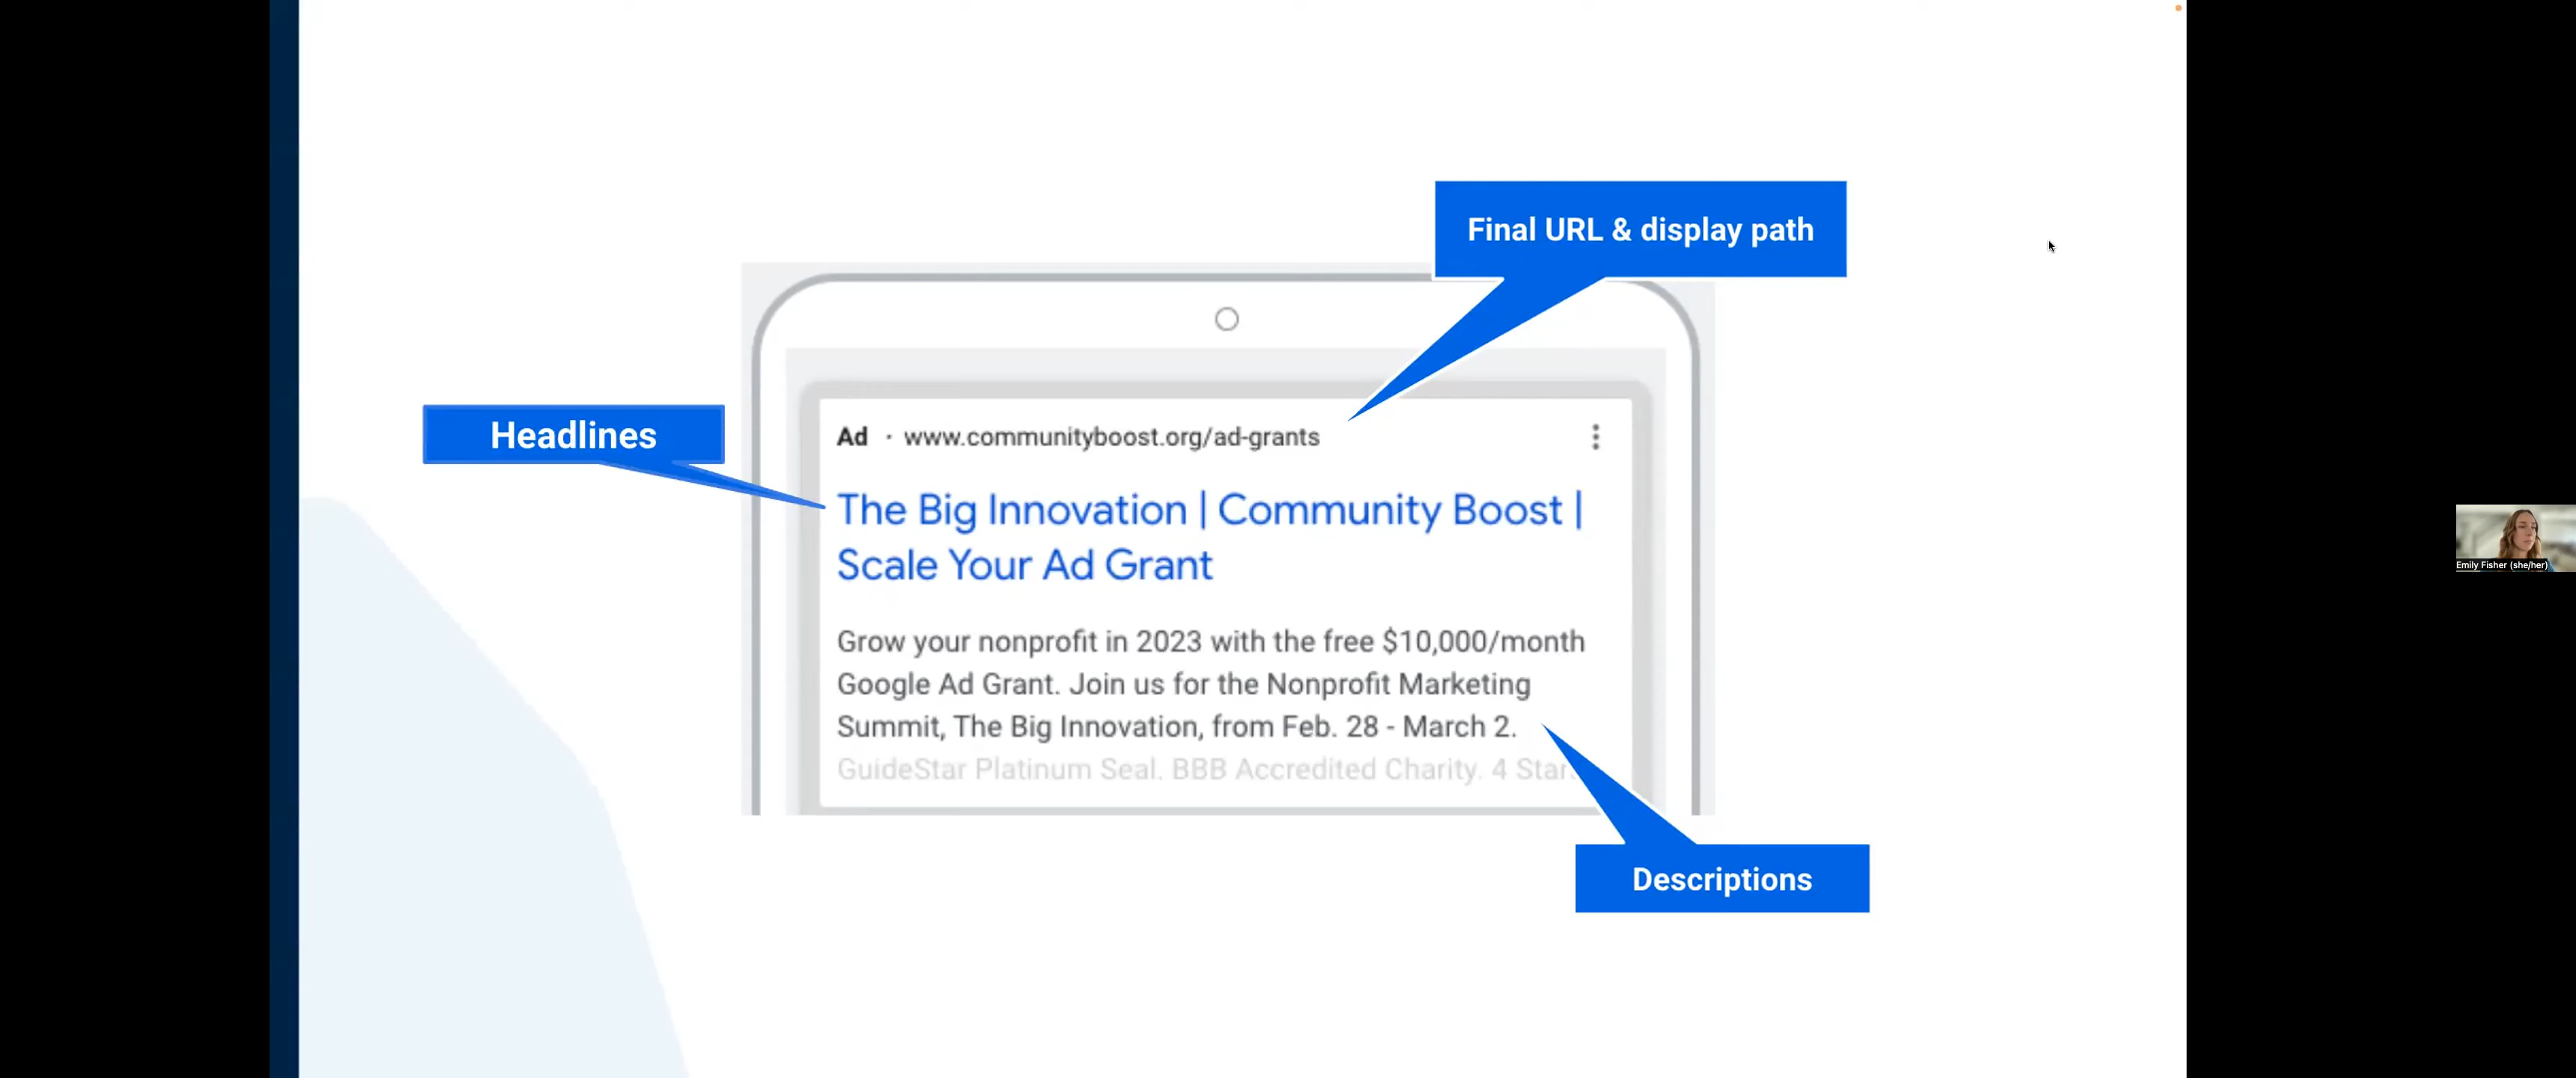 Final URL & display path
Headlines
Ad · www.communityboost.org/ad-grants
The Big Innovation | Community Boost |
Scale Your Ad Grant
Grow your nonprofit in 2023 with the free $10,000/month
Google Ad Grant. Join us for the Nonprofit Marketing
Summit, The Big Innovation, from Feb. 28 - March 2.
GuideStar Platinum Seal. BBB Accredited Charity. 4 Star
Descriptions
Emily Fisher (she/her)